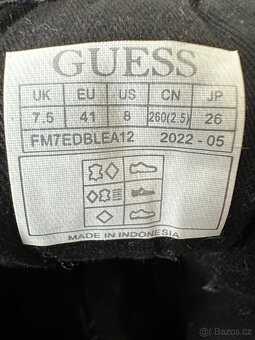 GUESS
UK EU US CN JP
7.5 41 8 260(2.5) 26
FM7EDBLEA12 2022-05
MADE IN INDONESIA
Bazoš.cz